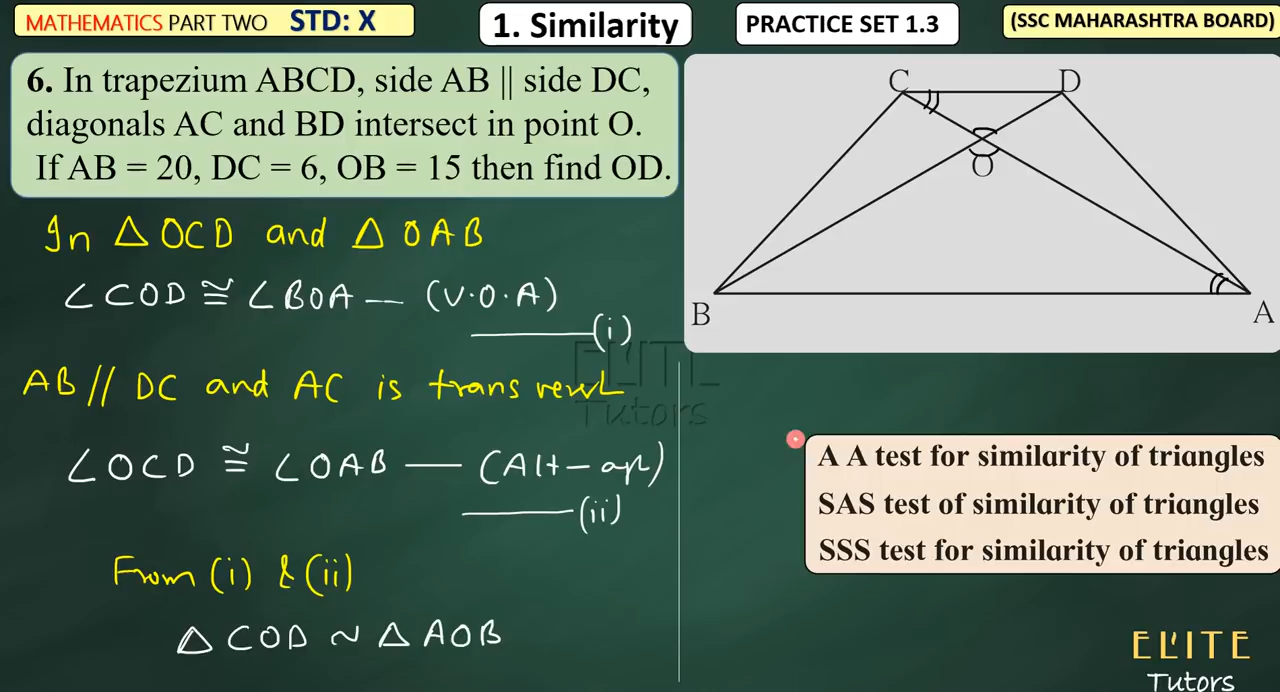 MATHEMATICS PART TWO STD: X
1. Similarity
PRACTICE SET 1.3
(SSC MAHARASHTRA BOARD)
6. In trapezium ABCD, side AB || side DC,
diagonals AC and BD intersect in point O.
If AB = 20, DC = 6, OB = 15 then find OD.
In △ OCD and △ OAB
∠COD ≅ ∠BOA — (V.O.A)
——(i)
AB // DC and AC is
∠OCD ≅ ∠OAB — (Alt-
——(ii)
From (i) & (ii)
△ COD ~ △ AOB
C D
O
B A
ELITE
Tutors
A A test for similarity of triangles
SAS test of similarity of triangles
SSS test for similarity of triangles
EL'ITE
Tutors